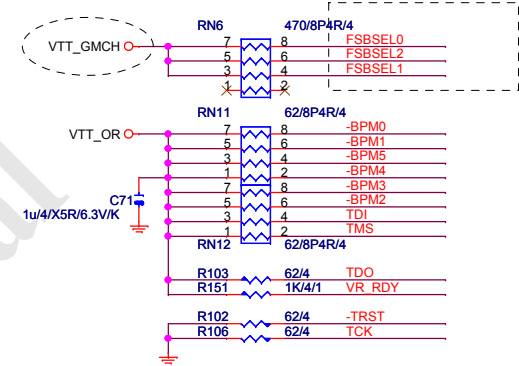 RN6 470/8P4R/4
VTT_GMCH 7 8 FSBSEL0
5 6 FSBSEL2
3 4 FSBSEL1
1 2
RN11 62/8P4R/4
VTT_OR 7 8 -BPM0
5 6 -BPM1
3 4 -BPM5
1 2 -BPM4
7 8 -BPM3
C71 5 6 -BPM2
1u/4/X5R/6.3V/K 3 4 TDI
1 2 TMS
RN12 62/8P4R/4
R103 62/4 TDO
R151 1K/4/1 VR_RDY
R102 62/4 -TRST
R106 62/4 TCK